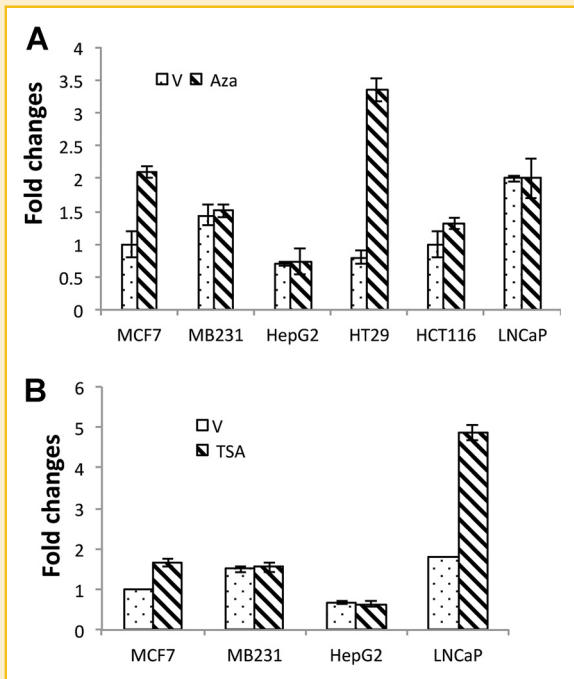 A
4
3.5
3
2.5
2
1.5
1
0.5
0
Fold changes
V Aza
MCF7 MB231 HepG2 HT29 HCT116 LNCaP
B
6
5
4
3
2
1
0
Fold changes
V
TSA
MCF7 MB231 HepG2 LNCaP